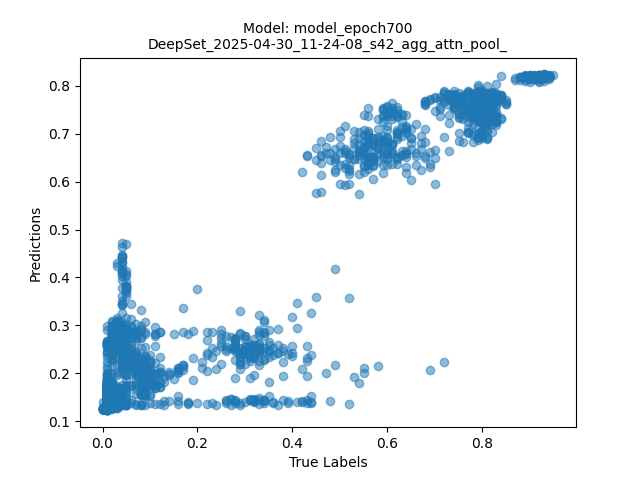 Model: model_epoch700
DeepSet_2025-04-30_11-24-08_s42_agg_attn_pool_
0.8
0.7
0.6
0.5
0.4
0.3
0.2
0.1
Predictions
0.0 0.2 0.4 0.6 0.8
True Labels